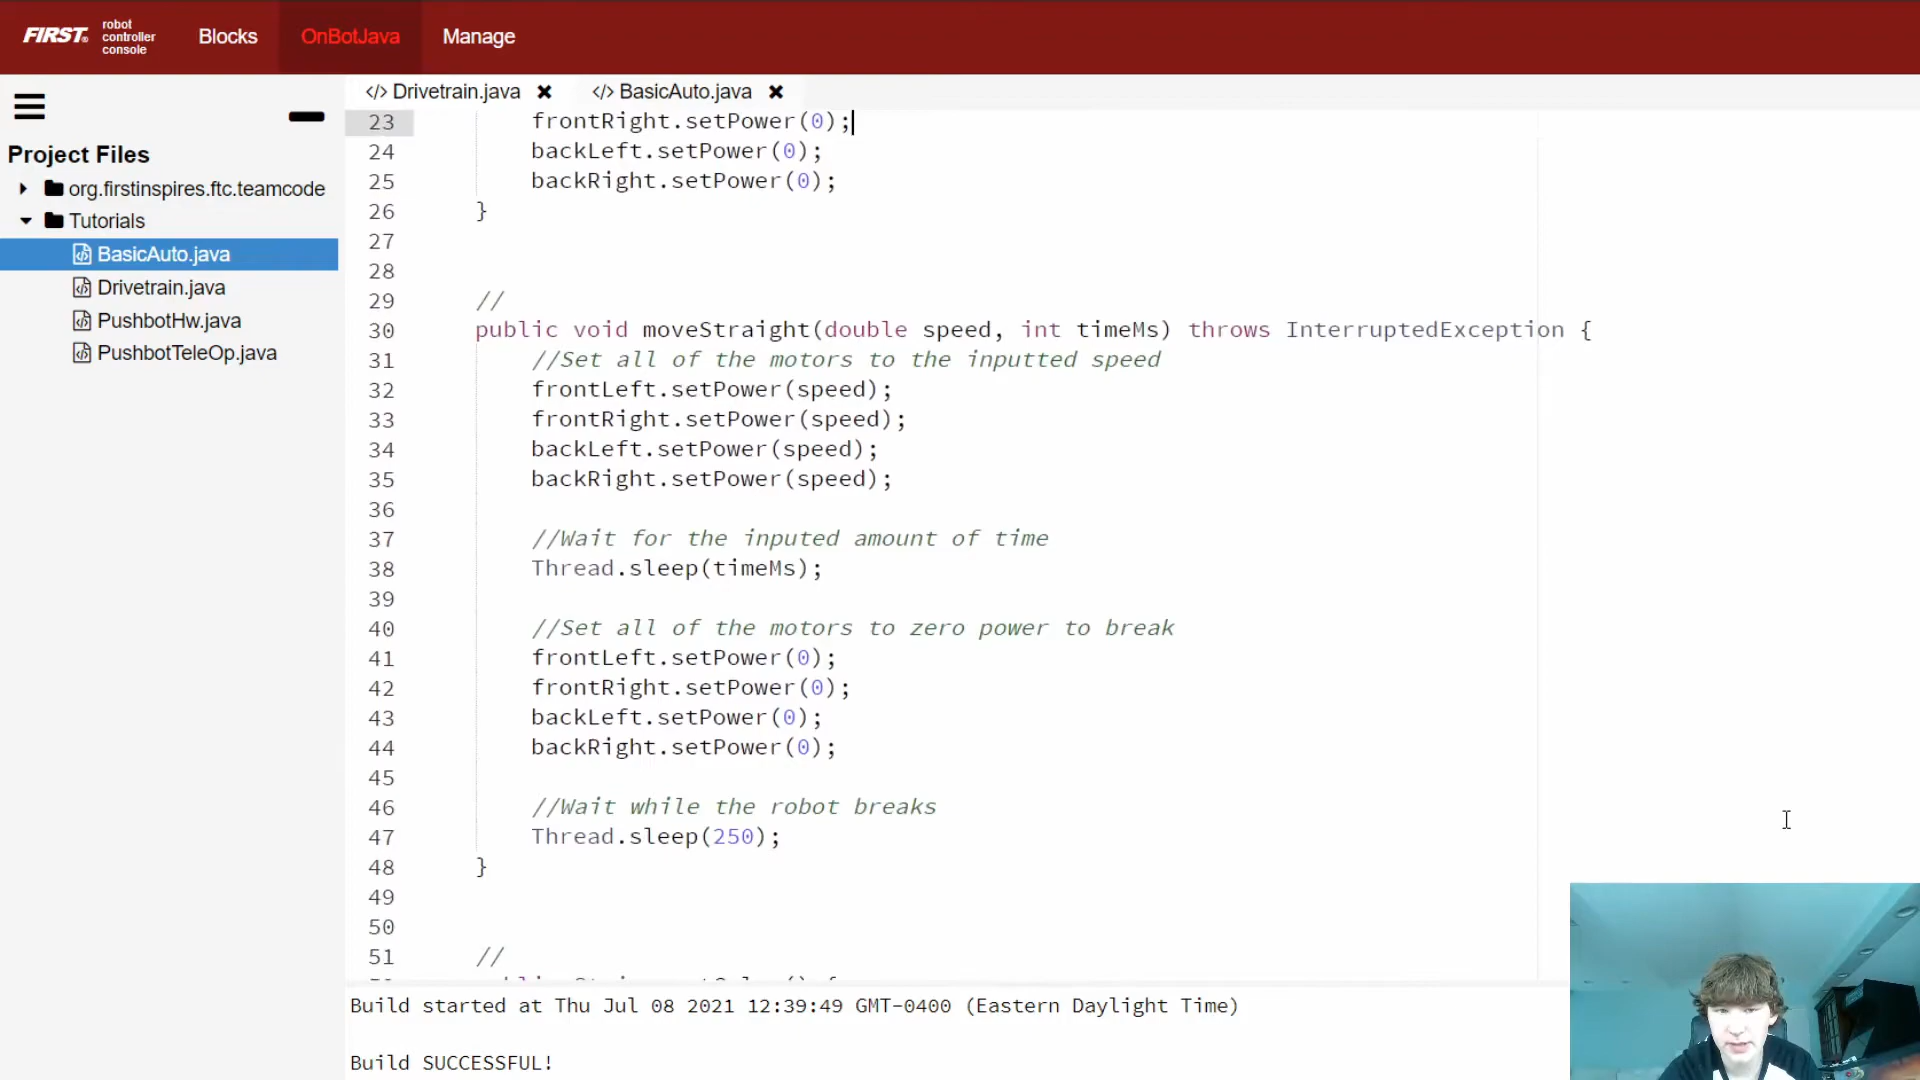 FIRST® robot controller console Blocks OnBotJava Manage
Project Files
org.firstinspires.ftc.teamcode
Tutorials
BasicAuto.java
Drivetrain.java
PushbotHw.java
PushbotTeleOp.java
</> Drivetrain.java ✖ </> BasicAuto.java ✖
23 frontRight.setPower(0);
24 backLeft.setPower(0);
25 backRight.setPower(0);
26 }
27
28
29 //
30 public void moveStraight(double speed, int timeMs) throws InterruptedException {
31 //Set all of the motors to the inputted speed
32 frontLeft.setPower(speed);
33 frontRight.setPower(speed);
34 backLeft.setPower(speed);
35 backRight.setPower(speed);
36
37 //Wait for the inputed amount of time
38 Thread.sleep(timeMs);
39
40 //Set all of the motors to zero power to break
41 frontLeft.setPower(0);
42 frontRight.setPower(0);
43 backLeft.setPower(0);
44 backRight.setPower(0);
45
46 //Wait while the robot breaks
47 Thread.sleep(250);
48 }
49
50
51 //
Build started at Thu Jul 08 2021 12:39:49 GMT-0400 (Eastern Daylight Time)
Build SUCCESSFUL!